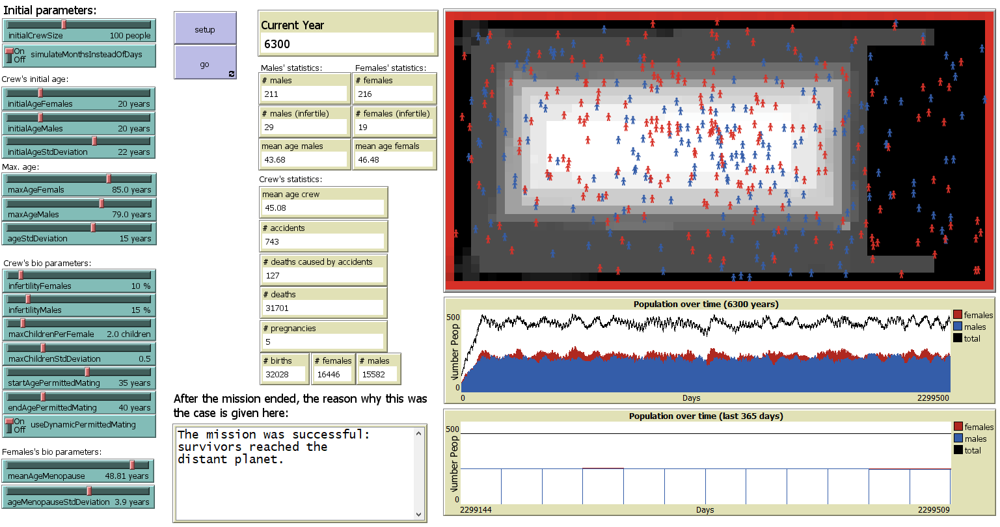 Initial parameters:
initialCrewSize 100 people
On
Off
simulateMonthsInsteadOfDays
Crew's initial age:
initialAgeFemales 20 years
initialAgeMales 20 years
initialAgeStdDeviation 22 years
Max. age:
maxAgeFemals 85.0 years
maxAgeMales 79.0 years
ageStdDeviation 15 years
Crew's bio parameters:
infertilityFemales 10 %
infertilityMales 15 %
maxChildrenPerFemale 2.0 children
maxChildrenStdDeviation 0.5
startAgePermittedMating 35 years
endAgePermittedMating 40 years
On
Off
useDynamicPermittedMating
Females's bio parameters:
meanAgeMenopause 48.81 years
ageMenopauseStdDeviation 3.9 years
setup
go
Current Year
6300
Males' statistics: Females' statistics:
# males # females
211 216
# males (infertile) # females (infertile)
29 19
mean age males mean age femals
43.68 46.48
Crew's statistics:
mean age crew
45.08
# accidents
743
# deaths caused by accidents
127
# deaths
31701
# pregnancies
5
# births # females # males
32028 16446 15582
After the mission ended, the reason why this was
the case is given here:
The mission was successful:
survivors reached the
distant planet.
Population over time (6300 years)
Number Peop
500
0
0 Days 2299500
females
males
total
Population over time (last 365 days)
Number Peop
500
0
2299144 Days 2299509
females
males
total